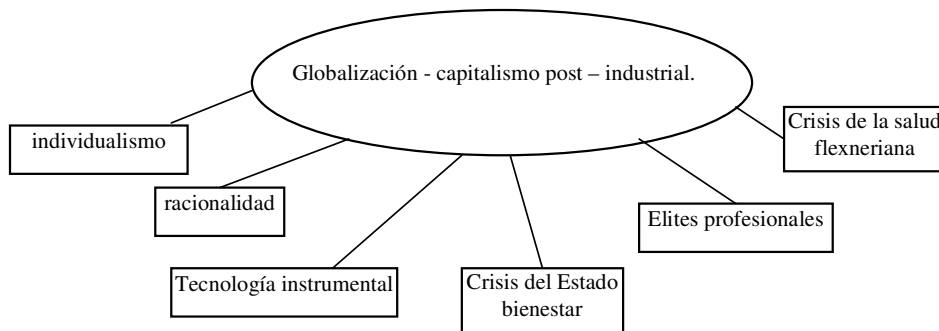 Globalización - capitalismo post – industrial.
individualismo
racionalidad
Tecnología instrumental
Crisis del Estado
bienestar
Elites profesionales
Crisis de la salud
flexneriana